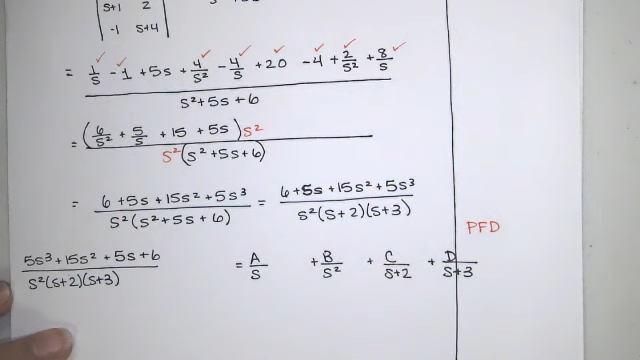 s+1 2
-1 s+4
= 1/s - 1 + 5s + 4/s² - 4/s + 20 - 4 + 2/s² + 8/s
s² + 5s + 6
= (6/s² + 5/s + 15 + 5s) s²
s² (s² + 5s + 6)
= 6 + 5s + 15s² + 5s³ / s² (s² + 5s + 6) = 6 + 5s + 15s² + 5s³ / s² (s+2)(s+3)
PFD
5s³ + 15s² + 5s + 6 / s² (s+2)(s+3) = A/s + B/s² + C/s+2 + D/s+3